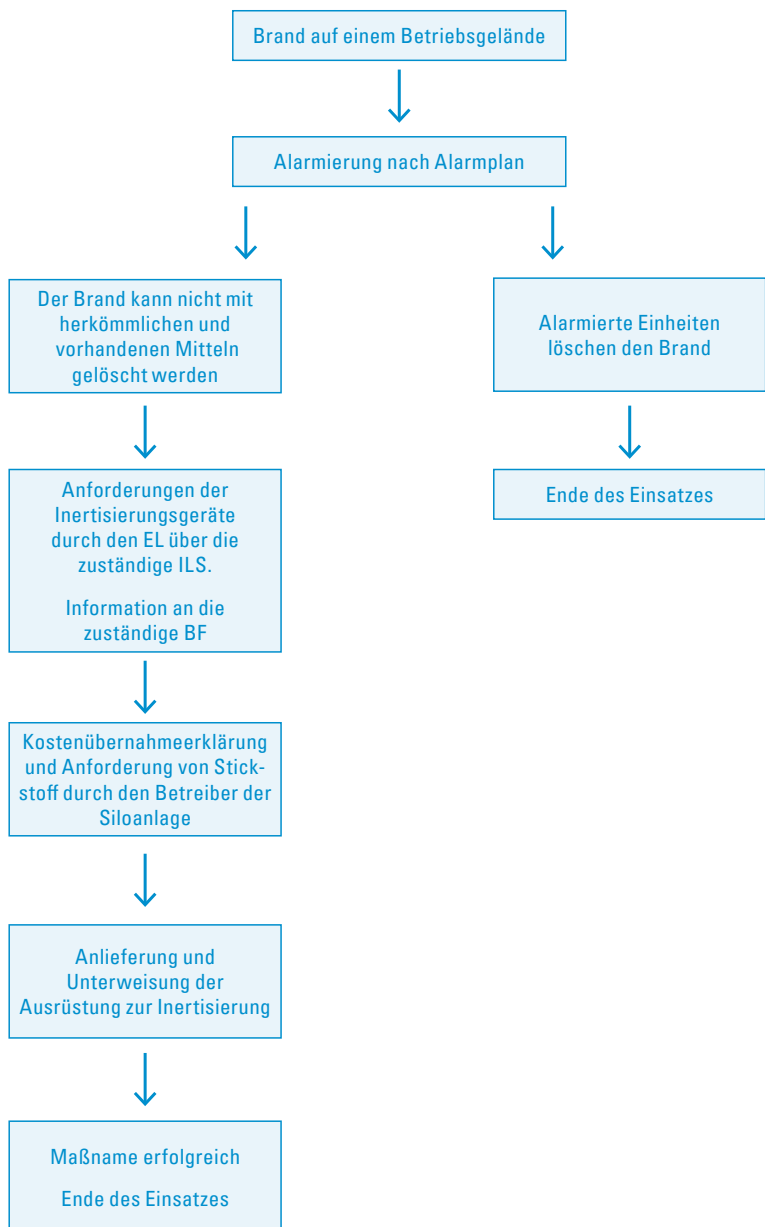 Brand auf einem Betriebsgelände
Alarmierung nach Alarmplan
Der Brand kann nicht mit
herkömmlichen und
vorhandenen Mitteln
gelöscht werden
Alarmierte Einheiten
löschen den Brand
Anforderungen der
Inertisierungsgeräte
durch den EL über die
zuständige ILS.
Information an die
zuständige BF
Ende des Einsatzes
Kostenübernahmeerklärung
und Anforderung von Stick-
stoff durch den Betreiber der
Siloanlage
Anlieferung und
Unterweisung der
Ausrüstung zur Inertisierung
Maßname erfolgreich
Ende des Einsatzes